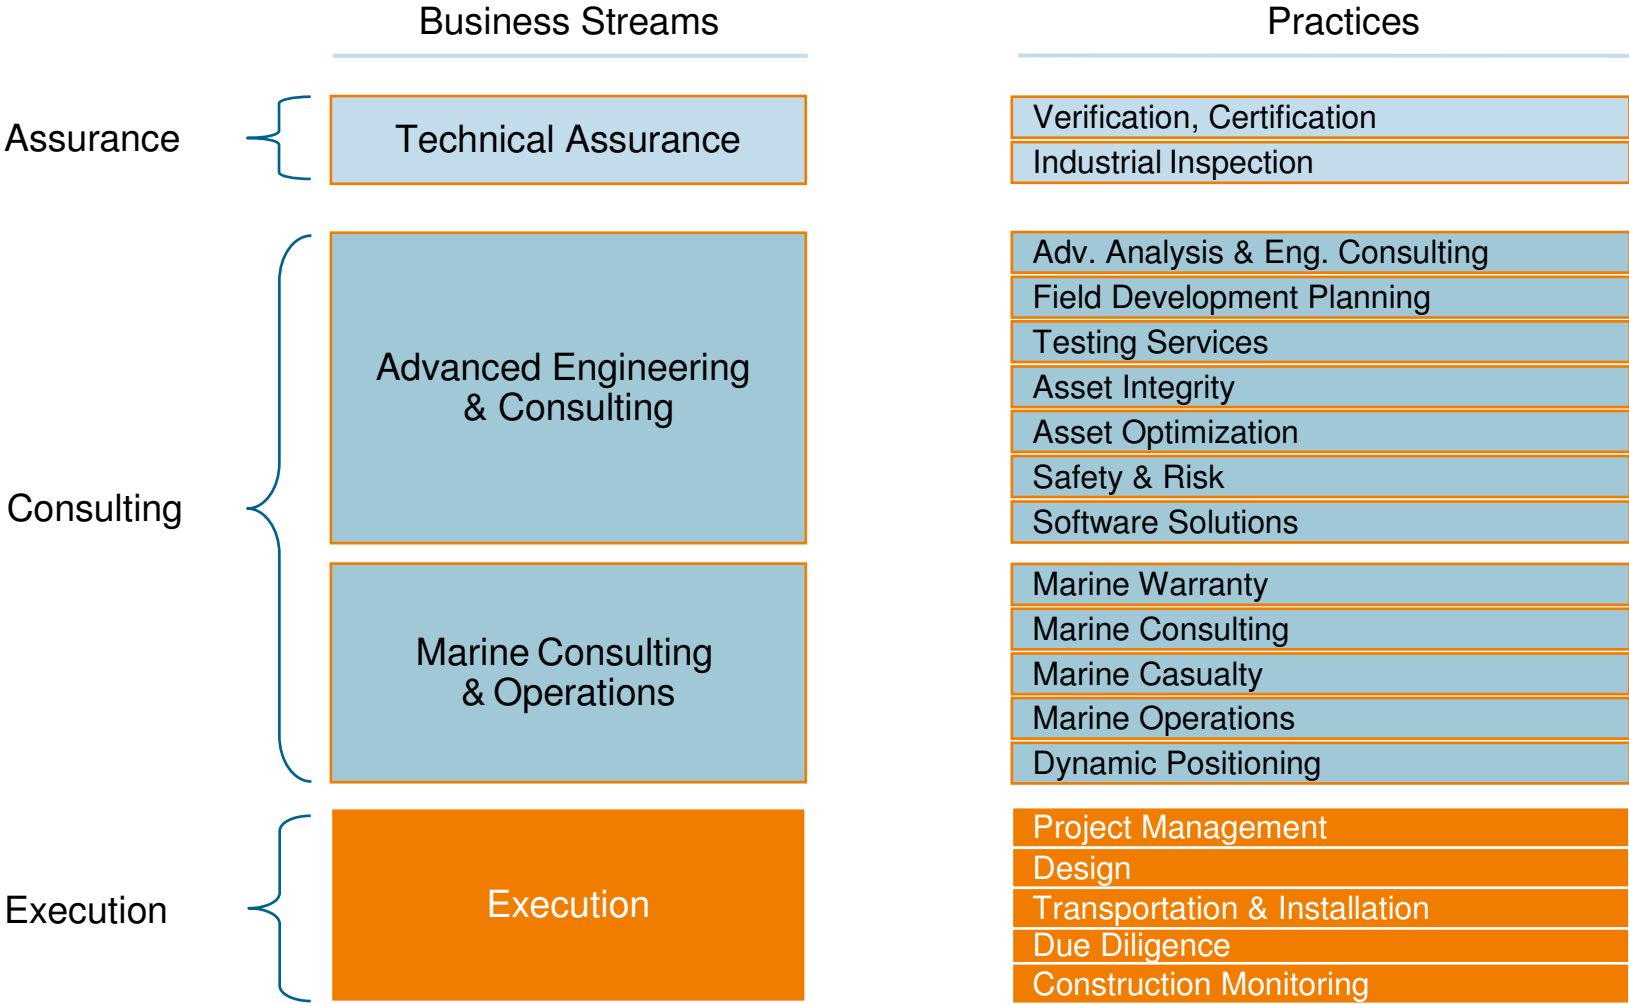 Business Streams
Practices
Assurance
Technical Assurance
Verification, Certification
Industrial Inspection
Consulting
Advanced Engineering
& Consulting
Adv. Analysis & Eng. Consulting
Field Development Planning
Testing Services
Asset Integrity
Asset Optimization
Safety & Risk
Software Solutions
Marine Consulting
& Operations
Marine Warranty
Marine Consulting
Marine Casualty
Marine Operations
Dynamic Positioning
Execution
Execution
Project Management
Design
Transportation & Installation
Due Diligence
Construction Monitoring